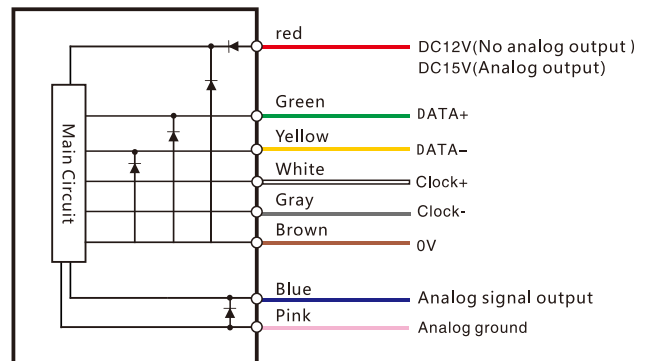 red
DC12V(No analog output )
DC15V(Analog output)
Green
DATA+
Yellow
DATA-
White
Clock+
Gray
Clock-
Brown
0V
Main Circuit
Blue
Analog signal output
Pink
Analog ground